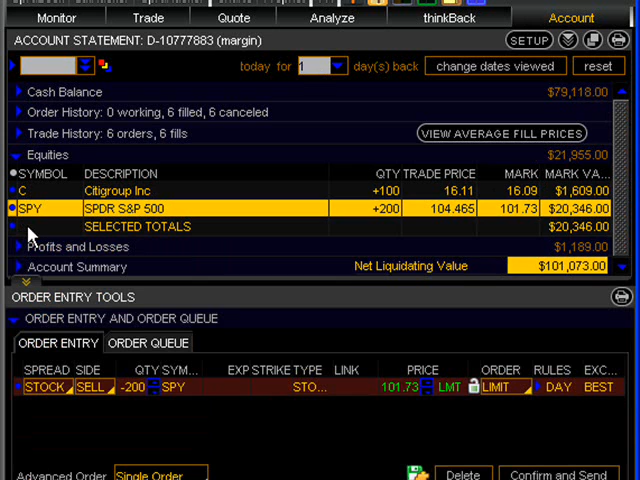 Monitor Trade Quote Analyze thinkBack Account
ACCOUNT STATEMENT: D-10777883 (margin) SETUP
today for 1 day(s) back change dates viewed reset
Cash Balance $79,118.00
Order History: 0 working, 6 filled, 6 canceled
Trade History: 6 orders, 6 fills VIEW AVERAGE FILL PRICES
Equities $21,955.00
SYMBOL DESCRIPTION QTY TRADE PRICE MARK MARK VA...
C Citigroup Inc +100 16.11 16.09 $1,609.00
SPY SPDR S&P 500 +200 104.465 101.73 $20,346.00
SELECTED TOTALS $20,346.00
Profits and Losses $1,189.00
Account Summary Net Liquidating Value $101,073.00
ORDER ENTRY TOOLS
ORDER ENTRY AND ORDER QUEUE
ORDER ENTRY ORDER QUEUE
SPREAD SIDE QTY SYM... EXP STRIKE TYPE LINK PRICE ORDER RULES EXC...
STOCK SELL -200 SPY STO... 101.73 LMT LIMIT DAY BEST
Advanced Order Single Order Delete Confirm and Send